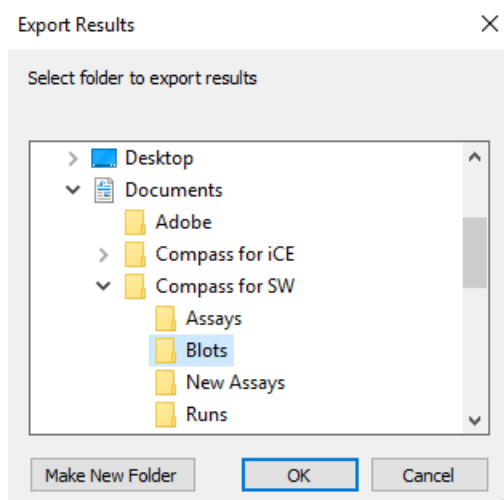 Export Results
Select folder to export results
Desktop
Documents
Adobe
Compass for iCE
Compass for SW
Assays
Blots
New Assays
Runs
Make New Folder OK Cancel